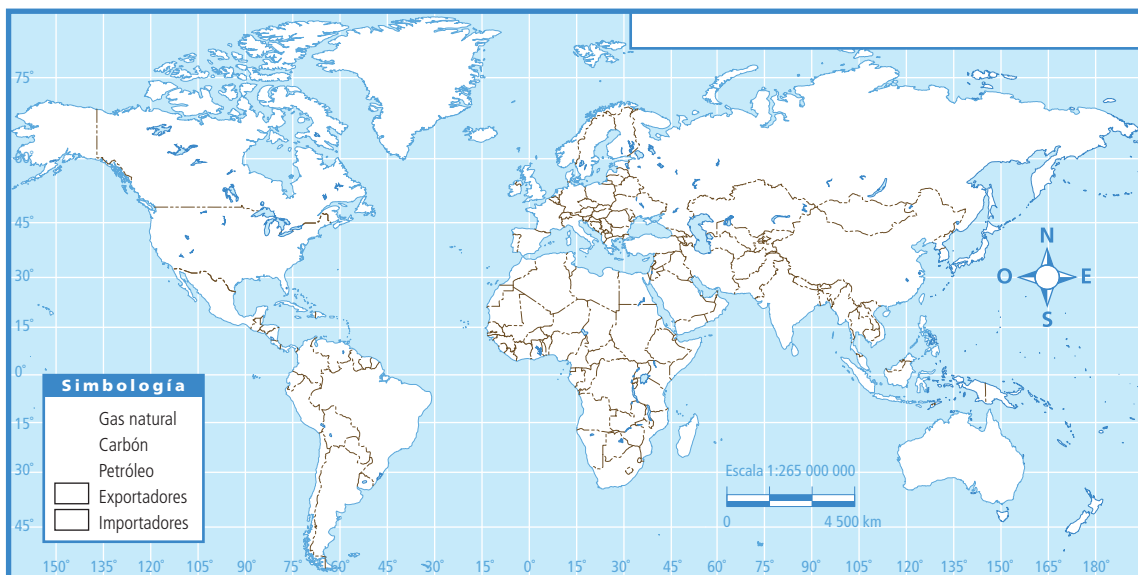 75°
60°
45°
30°
15°
0°
15°
30°
45°
N
O E
S
Simbología
Gas natural
Carbón
Petróleo
Exportadores
Importadores
Escala 1:265 000 000
0 4 500 km
150° 135° 120° 105° 90° 75° 60° 45° 30° 15° 0° 15° 30° 45° 60° 75° 90° 105° 120° 135° 150° 165° 180°